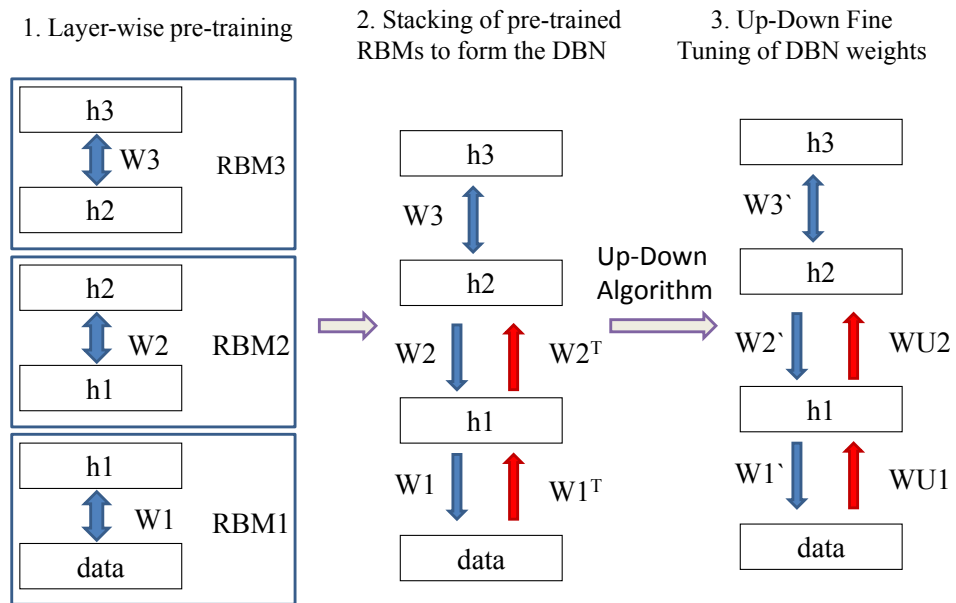 1. Layer-wise pre-training
h3
W3
RBM3
h2
h2
W2
RBM2
h1
h1
W1
RBM1
data
2. Stacking of pre-trained
RBMs to form the DBN
h3
W3
h2
W2
W2ᵀ
h1
W1
W1ᵀ
data
Up-Down
Algorithm
3. Up-Down Fine
Tuning of DBN weights
h3
W3`
h2
W2`
WU2
h1
W1`
WU1
data